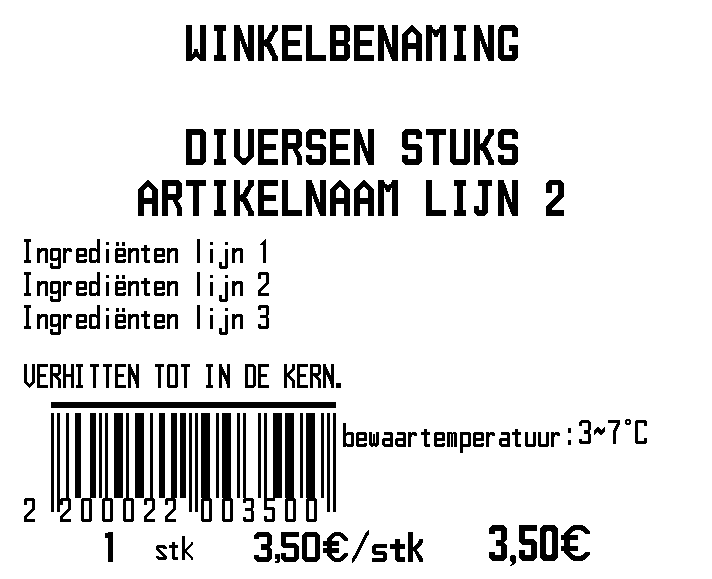 WINKELBENAMING
DIVERSEN STUKS
ARTIKELNAAM LIJN 2
Ingrediënten lijn 1
Ingrediënten lijn 2
Ingrediënten lijn 3
VERHITTEN TOT IN DE KERN.
bewaartemperatuur:3~7°C
2 200022 003500
1 stk 3,50€/stk 3,50€